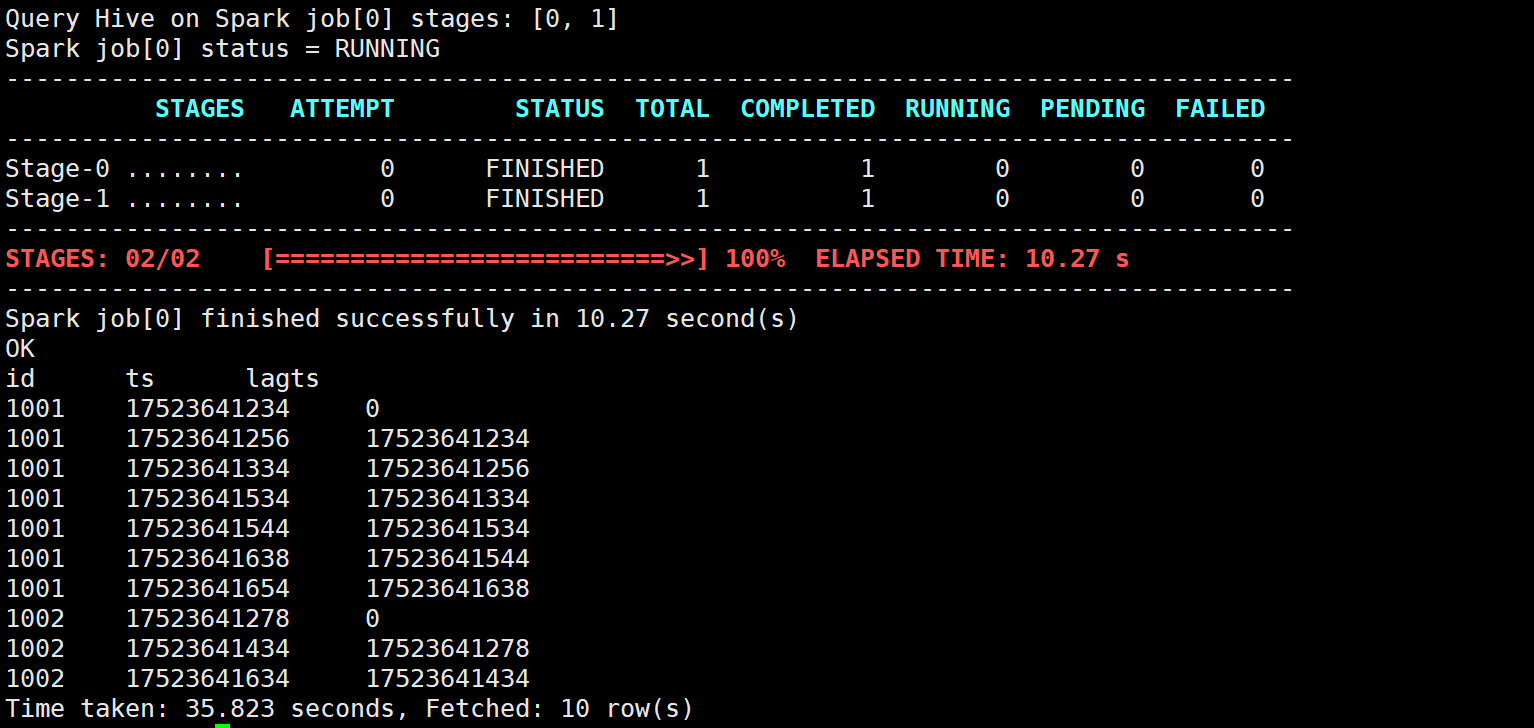 Query Hive on Spark job[0] stages: [0, 1]
Spark job[0] status = RUNNING
--------------------------------------------------------------------------------------
          STAGES   ATTEMPT        STATUS  TOTAL  COMPLETED  RUNNING  PENDING  FAILED
--------------------------------------------------------------------------------------
Stage-0 ........         0      FINISHED      1          1        0        0       0
Stage-1 ........         0      FINISHED      1          1        0        0       0
--------------------------------------------------------------------------------------
STAGES: 02/02    [==========================>>] 100%  ELAPSED TIME: 10.27 s
--------------------------------------------------------------------------------------
Spark job[0] finished successfully in 10.27 second(s)
OK
id      ts      lagts
1001    17523641234     0
1001    17523641256     17523641234
1001    17523641334     17523641256
1001    17523641534     17523641334
1001    17523641544     17523641534
1001    17523641638     17523641544
1001    17523641654     17523641638
1002    17523641278     0
1002    17523641434     17523641278
1002    17523641634     17523641434
Time taken: 35.823 seconds, Fetched: 10 row(s)